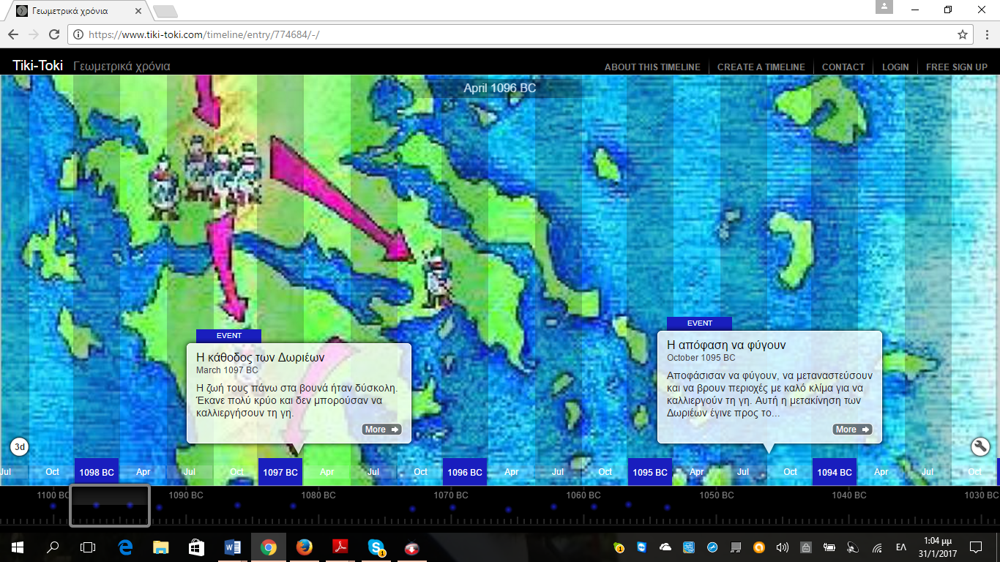 Γεωμετρικά χρόνια
https://www.tiki-toki.com/timeline/entry/774684/-/
Tiki-Toki Γεωμετρικά χρόνια ABOUT THIS TIMELINE CREATE A TIMELINE CONTACT LOGIN FREE SIGN UP
April 1096 BC
EVENT
Η απόφαση να φύγουν
October 1095 BC
Αποφάσισαν να φύγουν, να μεταναστεύσουν
και να βρουν περιοχές με καλό κλίμα για να
καλλιεργούν τη γη. Αυτή η μετακίνηση των
Δωριέων έγινε προς το...
More
EVENT
Η κάθοδος των Δωριέων
March 1097 BC
Η ζωή τους πάνω στα βουνά ήταν δύσκολη.
Έκανε πολύ κρύο και δεν μπορούσαν να
καλλιεργήσουν τη γη.
More
3d
Jul Oct 1098 BC Apr Jul Oct 1097 BC Apr Jul Oct 1096 BC Apr Jul Oct 1095 BC Apr Jul Oct 1094 BC Apr Jul Oct
1100 BC 1090 BC 1080 BC 1070 BC 1060 BC 1050 BC 1040 BC 1030 BC
1 1 ΕΛ 1:04 μμ
31/1/2017